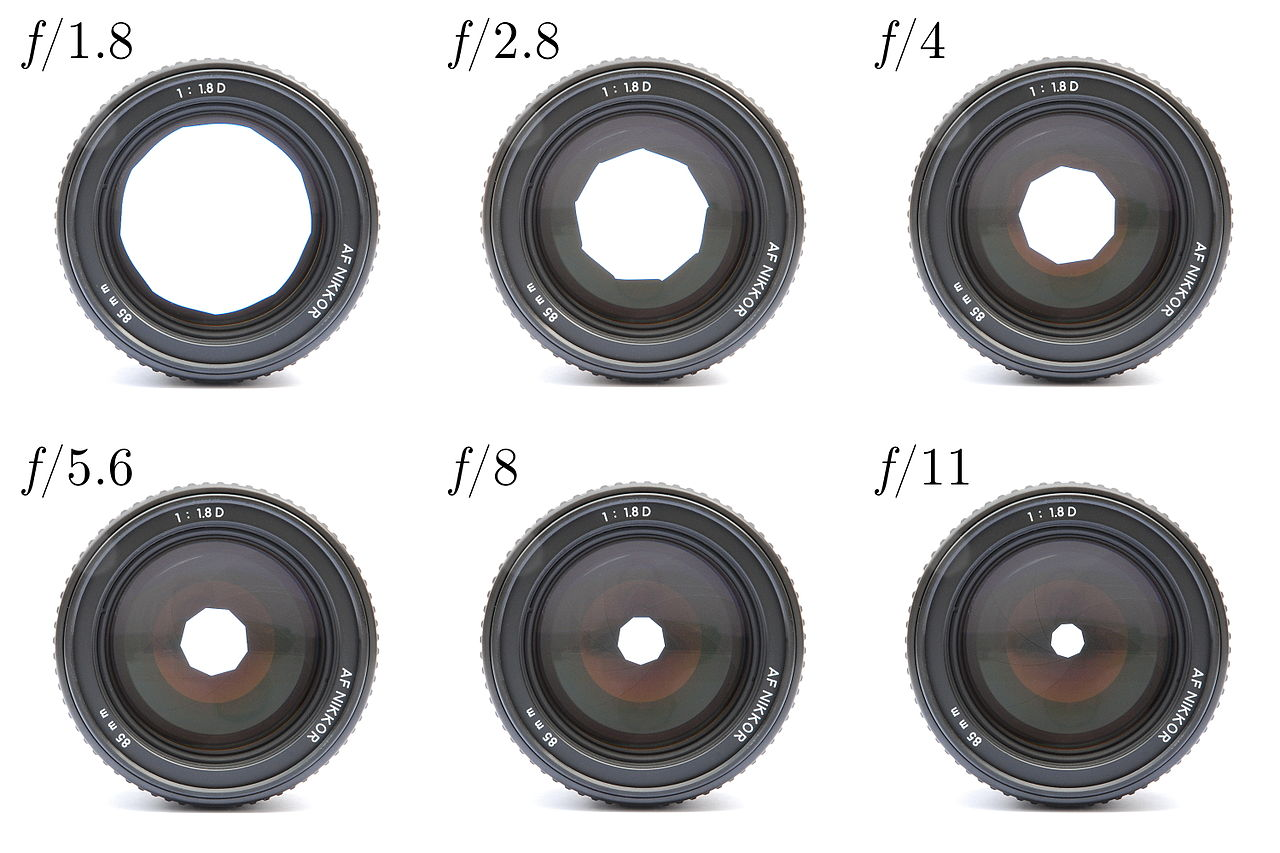 f/1.8
1 : 1.8 D
AF NIKKOR
85 mm
f/2.8
1 : 1.8 D
AF NIKKOR
85 mm
f/4
1 : 1.8 D
AF NIKKOR
85 mm
f/5.6
1 : 1.8 D
AF NIKKOR
85 mm
f/8
1 : 1.8 D
AF NIKKOR
85 mm
f/11
1 : 1.8 D
AF NIKKOR
85 mm